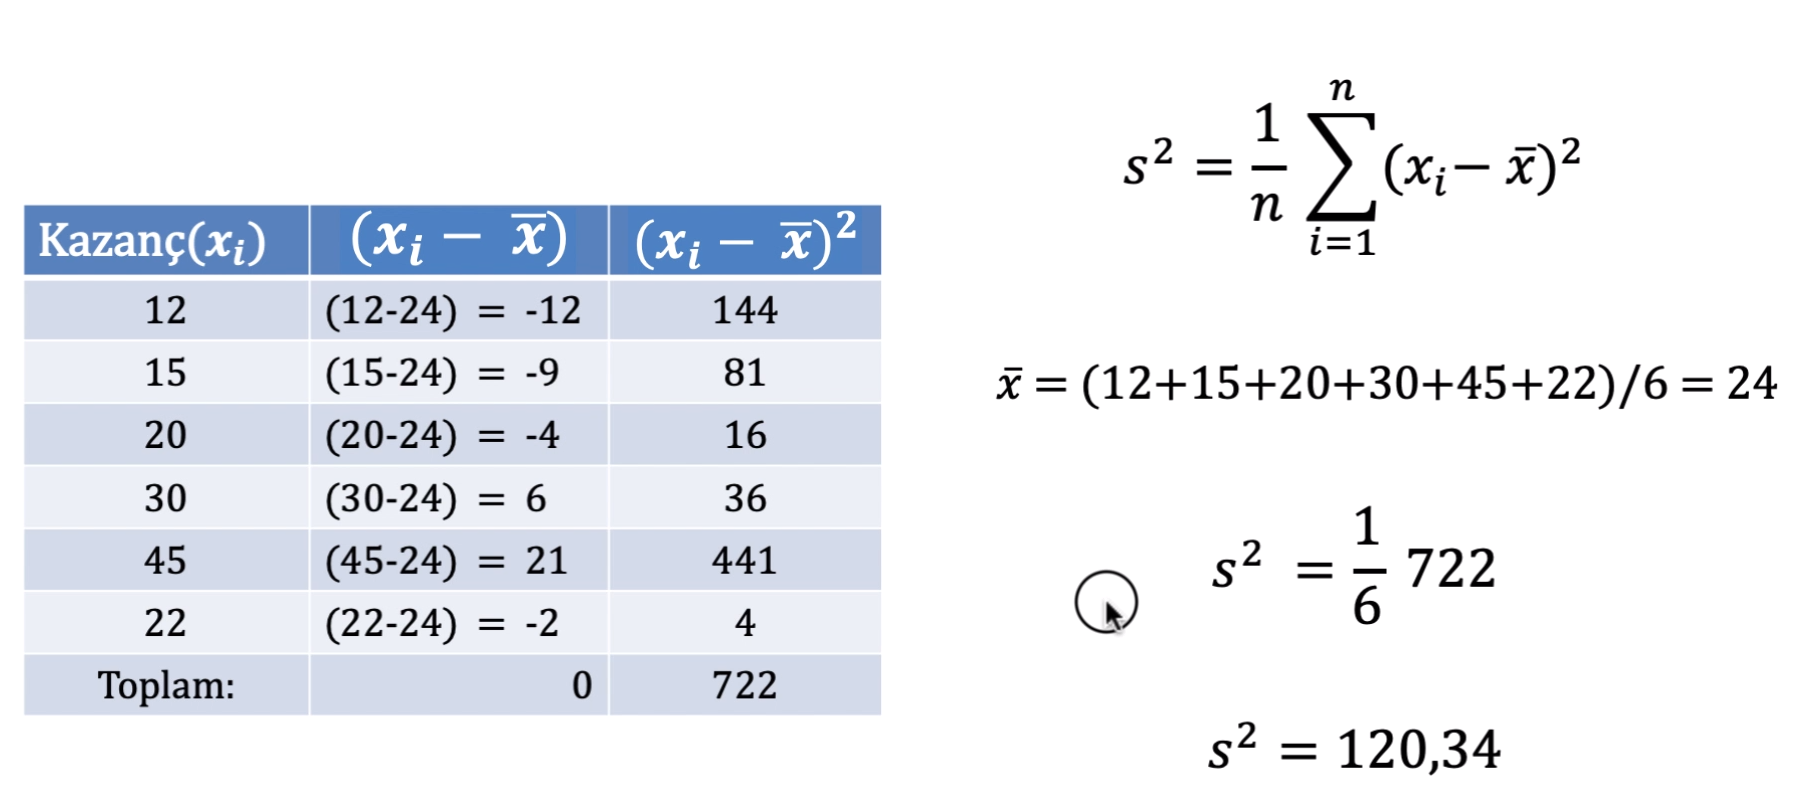 Kazanç(xᵢ) (xᵢ − x̄) (xᵢ − x̄)²
12 (12-24) = -12 144
15 (15-24) = -9 81
20 (20-24) = -4 16
30 (30-24) = 6 36
45 (45-24) = 21 441
22 (22-24) = -2 4
Toplam: 0 722
s² = 1/n ∑ᵢ₌₁ⁿ (xᵢ− x̄)²
x̄ = (12+15+20+30+45+22)/6 = 24
s² = 1/6 722
s² = 120,34